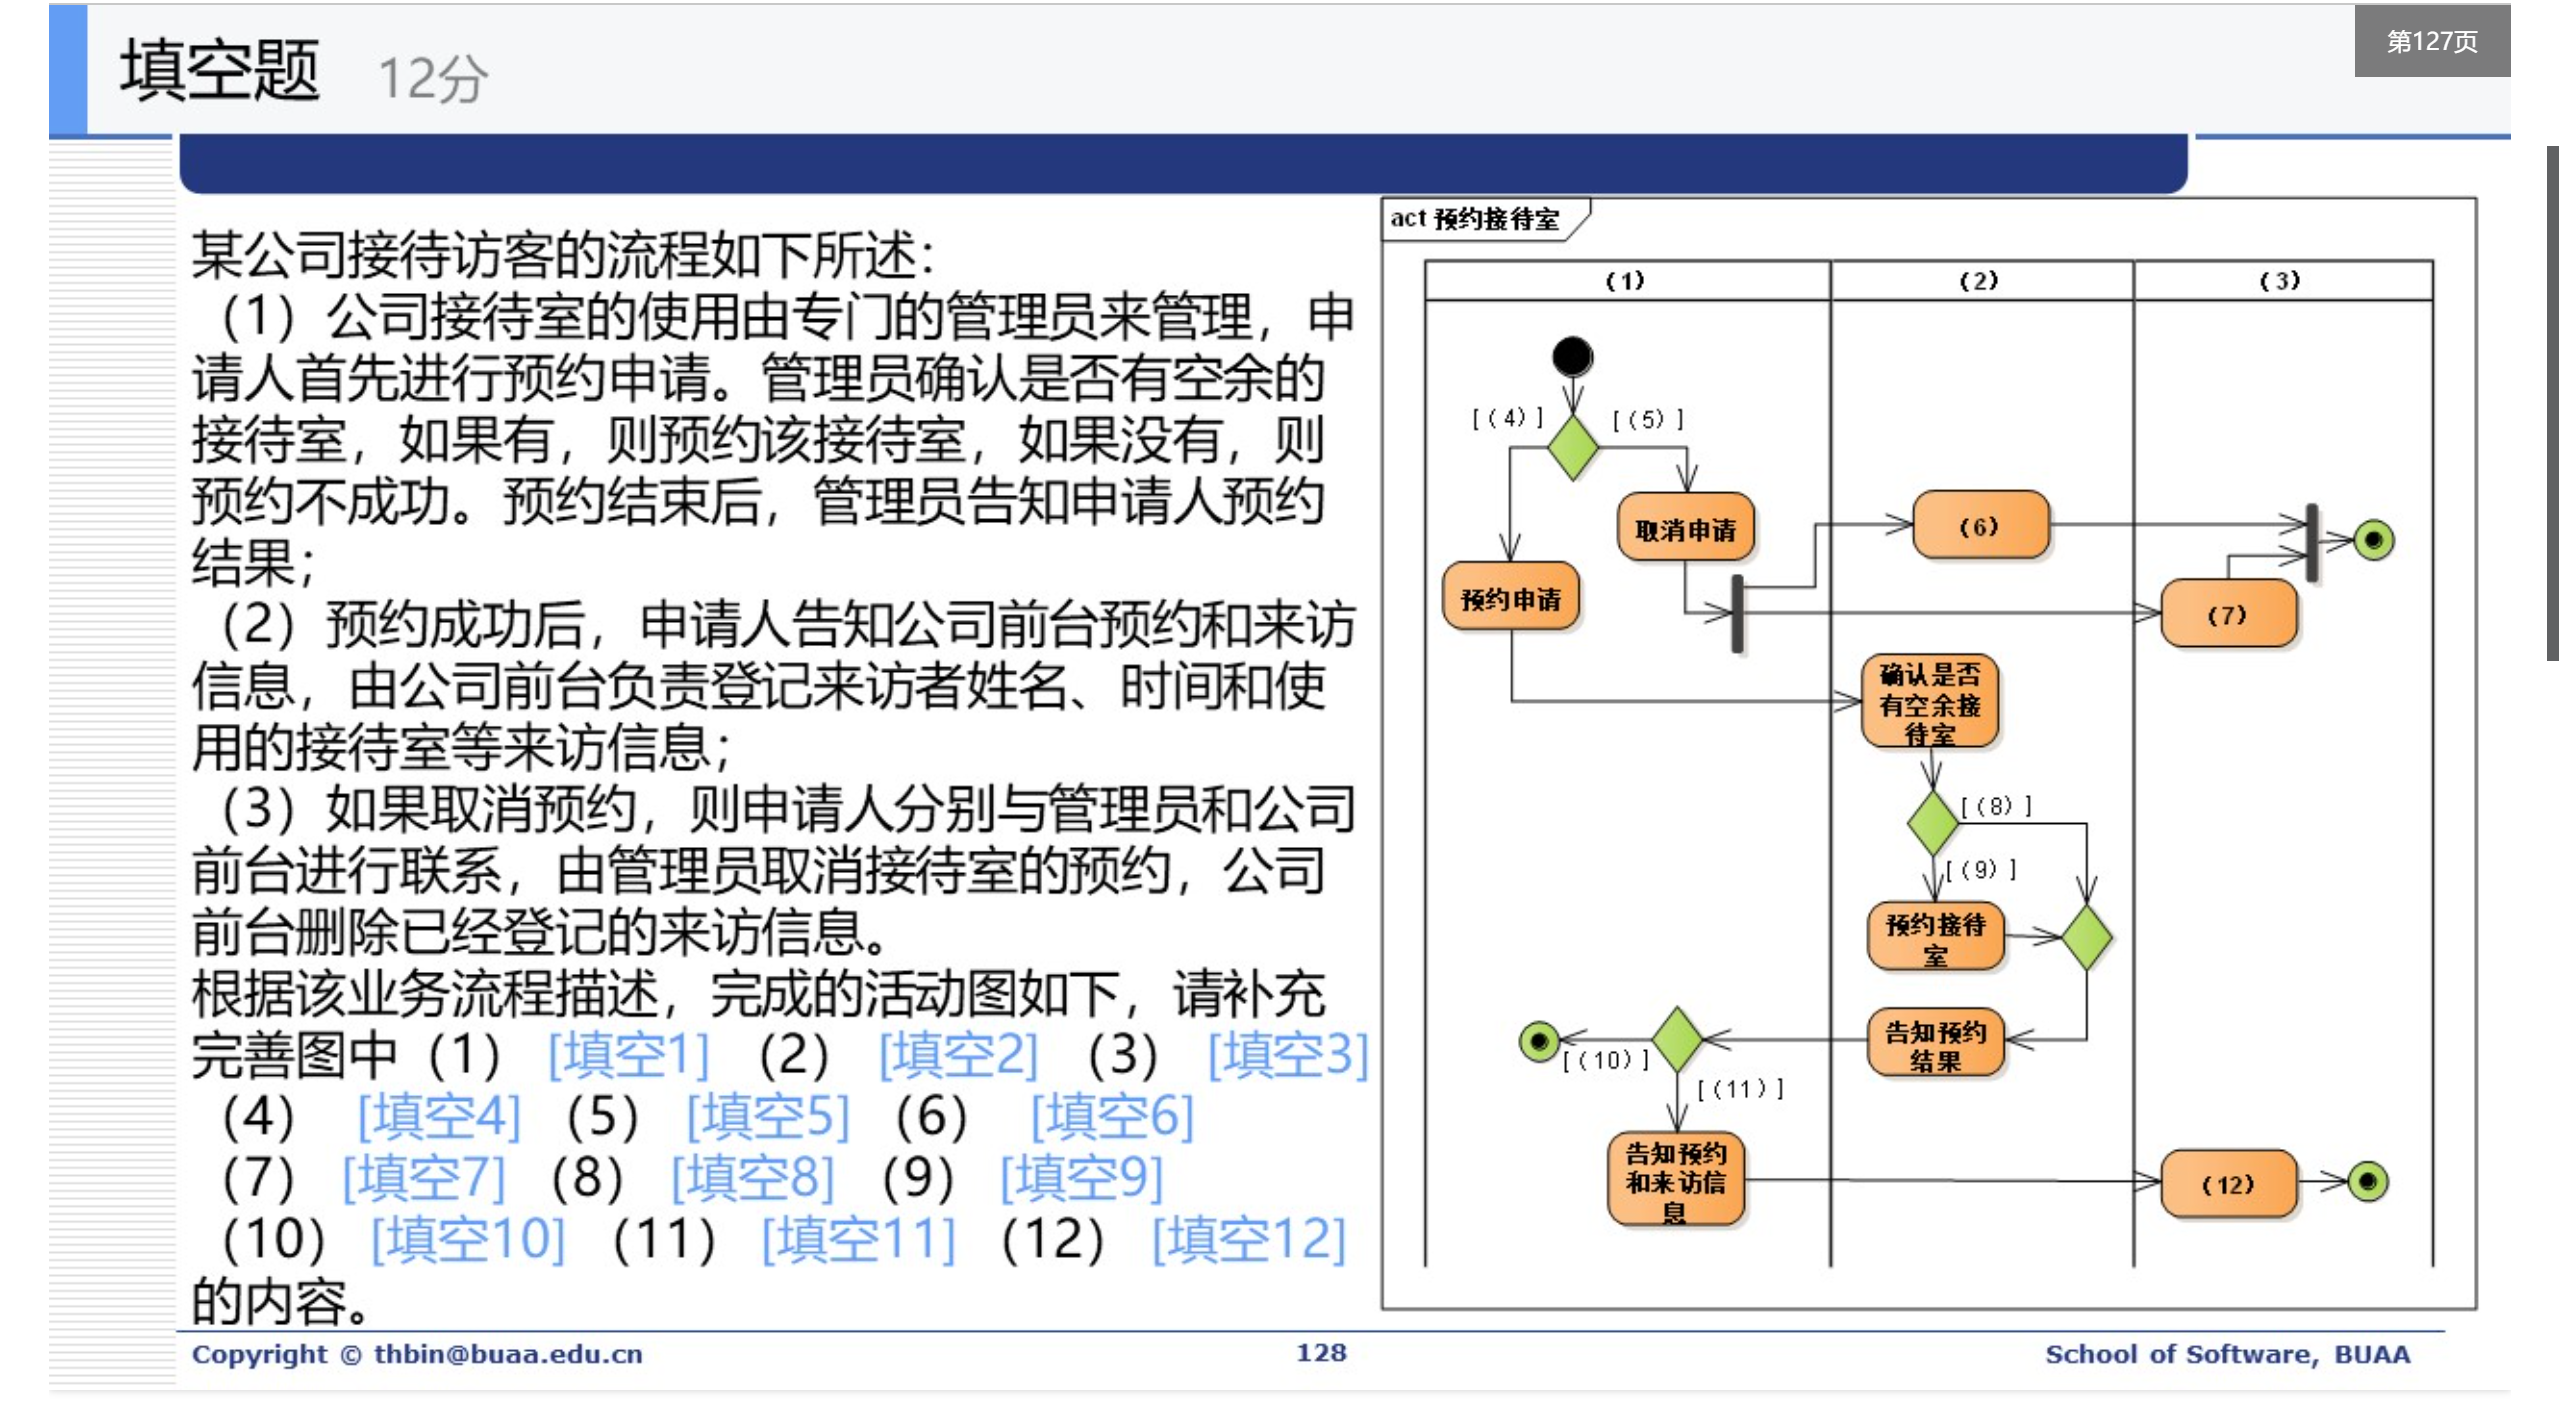 填空题 12分
第127页
某公司接待访客的流程如下所述：
（1）公司接待室的使用由专门的管理员来管理，申
请人首先进行预约申请。管理员确认是否有空余的
接待室，如果有，则预约该接待室，如果没有，则
预约不成功。预约结束后，管理员告知申请人预约
结果；
（2）预约成功后，申请人告知公司前台预约和来访
信息，由公司前台负责登记来访者姓名、时间和使
用的接待室等来访信息；
（3）如果取消预约，则申请人分别与管理员和公司
前台进行联系，由管理员取消接待室的预约，公司
前台删除已经登记的来访信息。
根据该业务流程描述，完成的活动图如下，请补充
完善图中（1） [填空1] （2） [填空2] （3） [填空3]
（4） [填空4] （5） [填空5] （6） [填空6]
（7） [填空7] （8） [填空8] （9） [填空9]
（10） [填空10] （11） [填空11] （12） [填空12]
的内容。
act 预约接待室
（1） （2） （3）
[（4）] [（5）]
取消申请
（6）
预约申请
（7）
确认是否
有空余接
待室
[（8）]
[（9）]
预约接待
室
告知预约
结果
[（10）]
[（11）]
告知预约
和来访信
息
（12）
Copyright © thbin@buaa.edu.cn
128
School of Software, BUAA